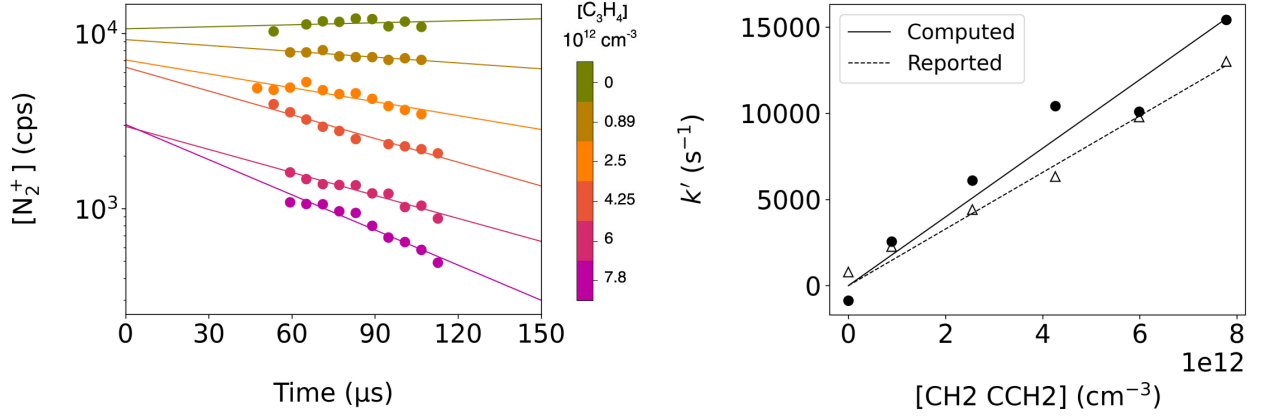 [N₂⁺] (cps)
10⁴
10³
0 30 60 90 120 150
Time (μs)
[C₃H₄]
10¹² cm⁻³
0
0.89
2.5
4.25
6
7.8
k′ (s⁻¹)
15000
10000
5000
0
Computed
Reported
0 2 4 6 8
1e12
[CH2 CCH2] (cm⁻³)